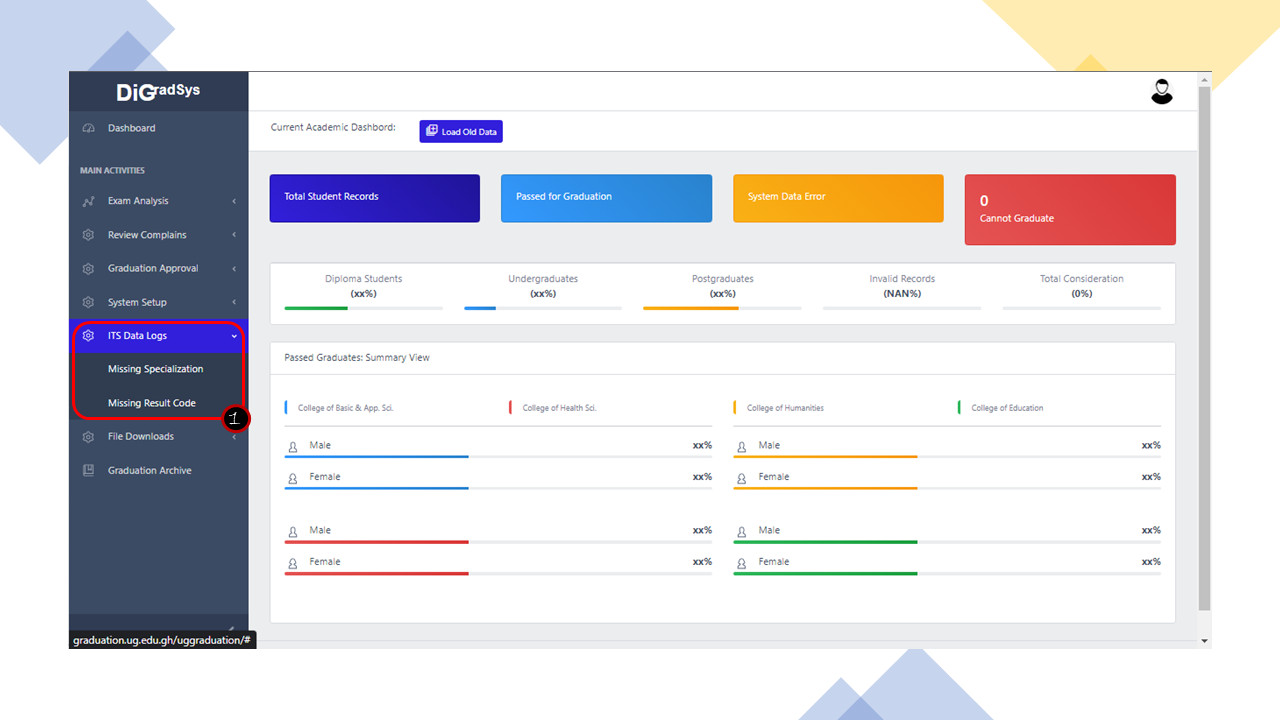 DiGradSys
Dashboard
MAIN ACTIVITIES
Exam Analysis
Review Complains
Graduation Approval
System Setup
ITS Data Logs
Missing Specialization
Missing Result Code
1
File Downloads
Graduation Archive
graduation.ug.edu.gh/uggraduation/#
Current Academic Dashbord:
Load Old Data
Total Student Records
Passed for Graduation
System Data Error
0
Cannot Graduate
Diploma Students
(xx%)
Undergraduates
(xx%)
Postgraduates
(xx%)
Invalid Records
(NAN%)
Total Consideration
(0%)
Passed Graduates: Summary View
College of Basic & App. Sci.
College of Health Sci.
College of Humanities
College of Education
Male xx%
Female xx%
Male xx%
Female xx%
Male xx%
Female xx%
Male xx%
Female xx%